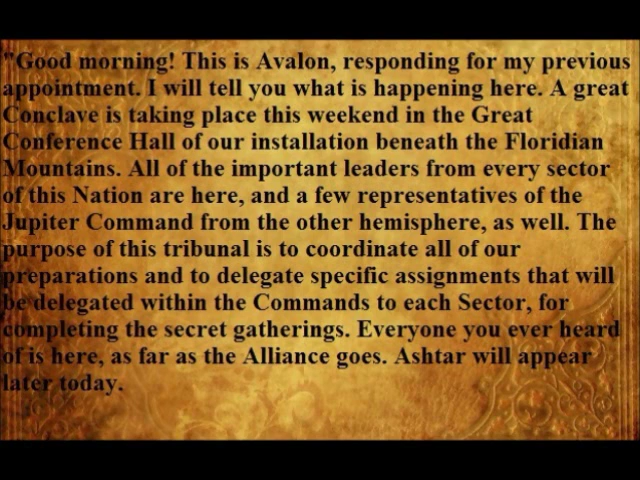 "Good morning! This is Avalon, responding for my previous
appointment. I will tell you what is happening here. A great
Conclave is taking place this weekend in the Great
Conference Hall of our installation beneath the Floridian
Mountains. All of the important leaders from every sector
of this Nation are here, and a few representatives of the
Jupiter Command from the other hemisphere, as well. The
purpose of this tribunal is to coordinate all of our
preparations and to delegate specific assignments that will
be delegated within the Commands to each Sector, for
completing the secret gatherings. Everyone you ever heard
of is here, as far as the Alliance goes. Ashtar will appear
later today.